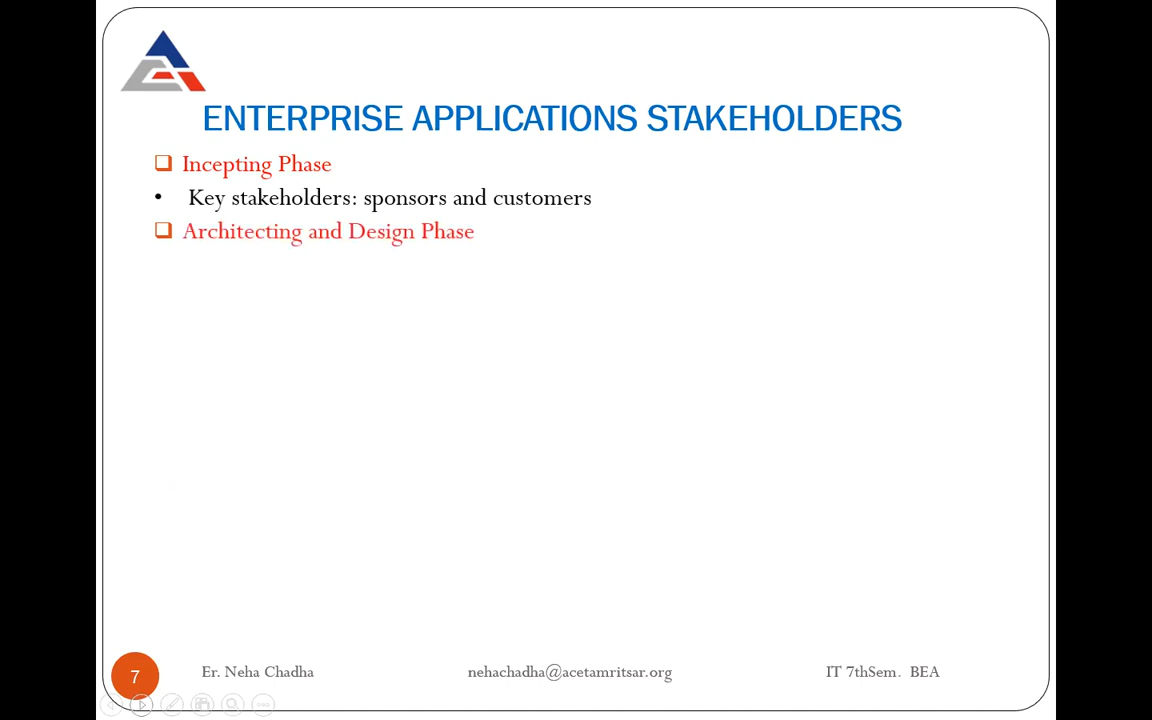 ENTERPRISE APPLICATIONS STAKEHOLDERS
❑ Incepting Phase
• Key stakeholders: sponsors and customers
❑ Architecting and Design Phase
7 Er. Neha Chadha nehachadha@acetamritsar.org IT 7thSem. BEA